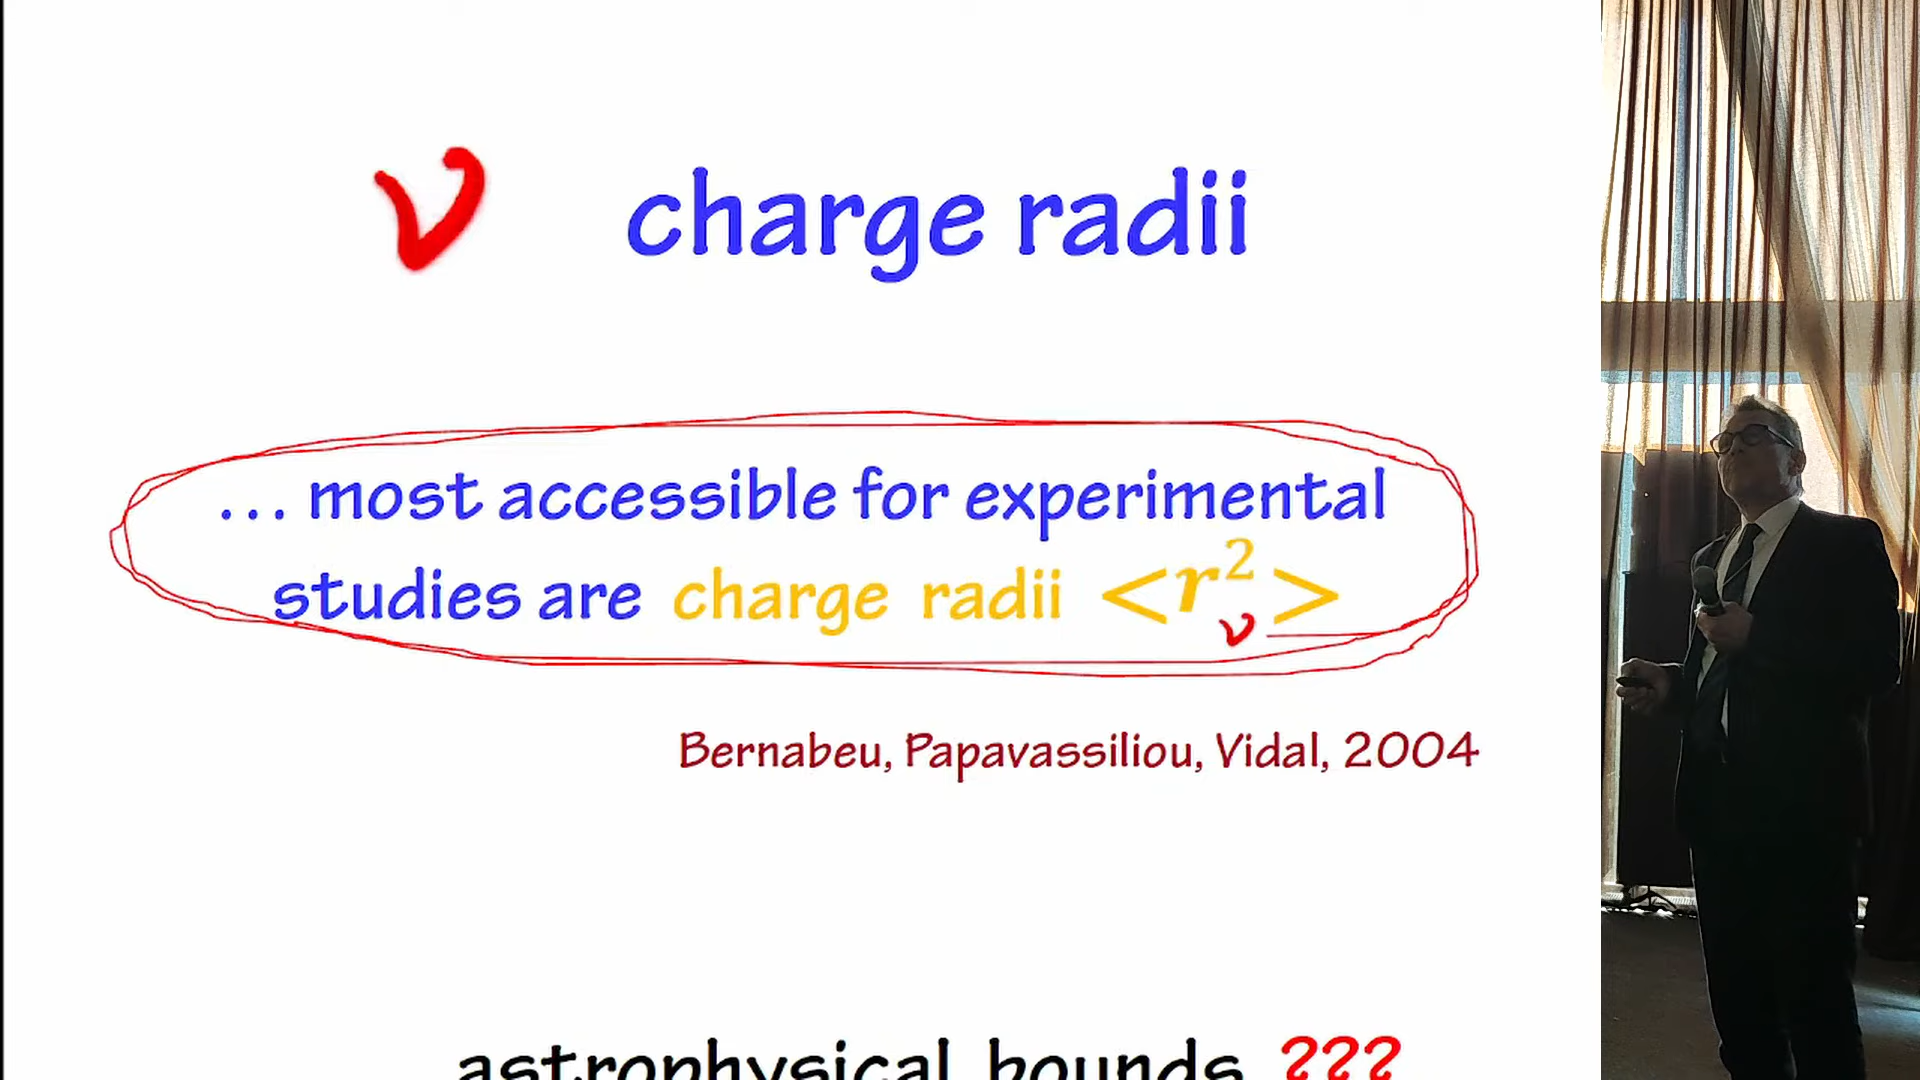 ν charge radii
... most accessible for experimental
studies are charge radii <r²ν>
Bernabeu, Papavassiliou, Vidal, 2004
astrophysical bounds ???